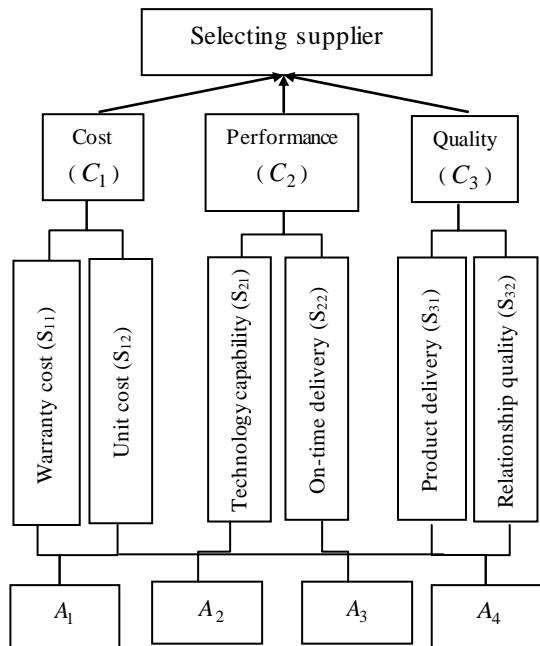 Selecting supplier
Cost
(C₁)
Performance
(C₂)
Quality
(C₃)
Warranty cost (S₁₁)
Unit cost (S₁₂)
Technology capability (S₂₁)
On-time delivery (S₂₂)
Product delivery (S₃₁)
Relationship quality (S₃₂)
A₁
A₂
A₃
A₄